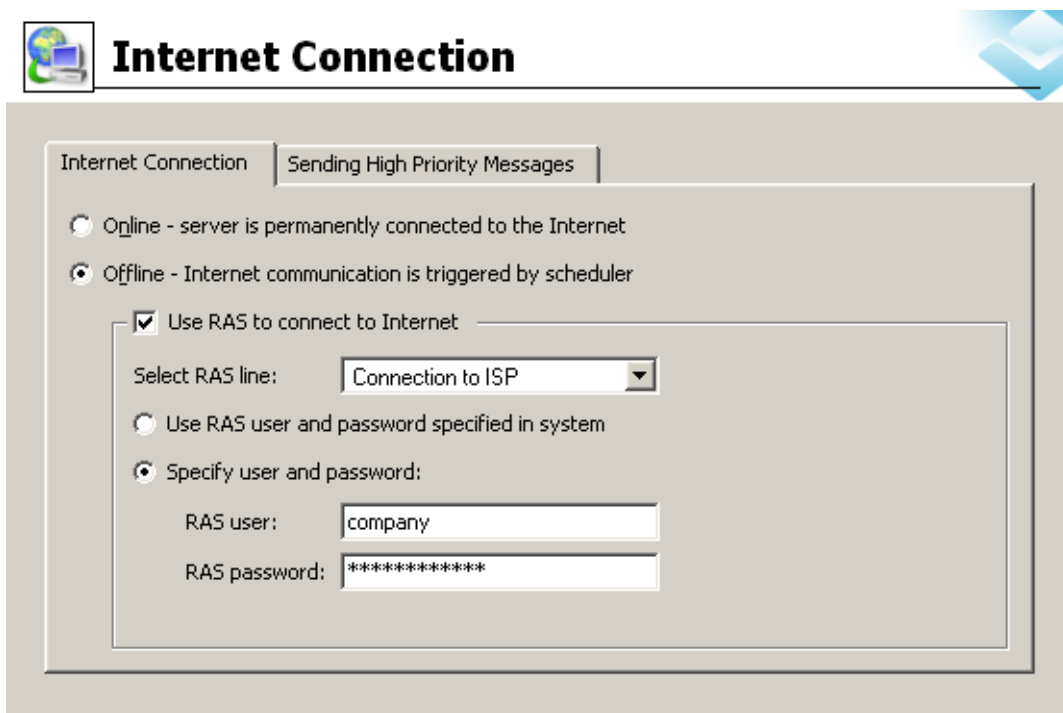 Internet Connection
Internet Connection
Sending High Priority Messages
Online - server is permanently connected to the Internet
Offline - Internet communication is triggered by scheduler
Use RAS to connect to Internet
Select RAS line:
Connection to ISP
Use RAS user and password specified in system
Specify user and password:
RAS user:
company
RAS password:
************